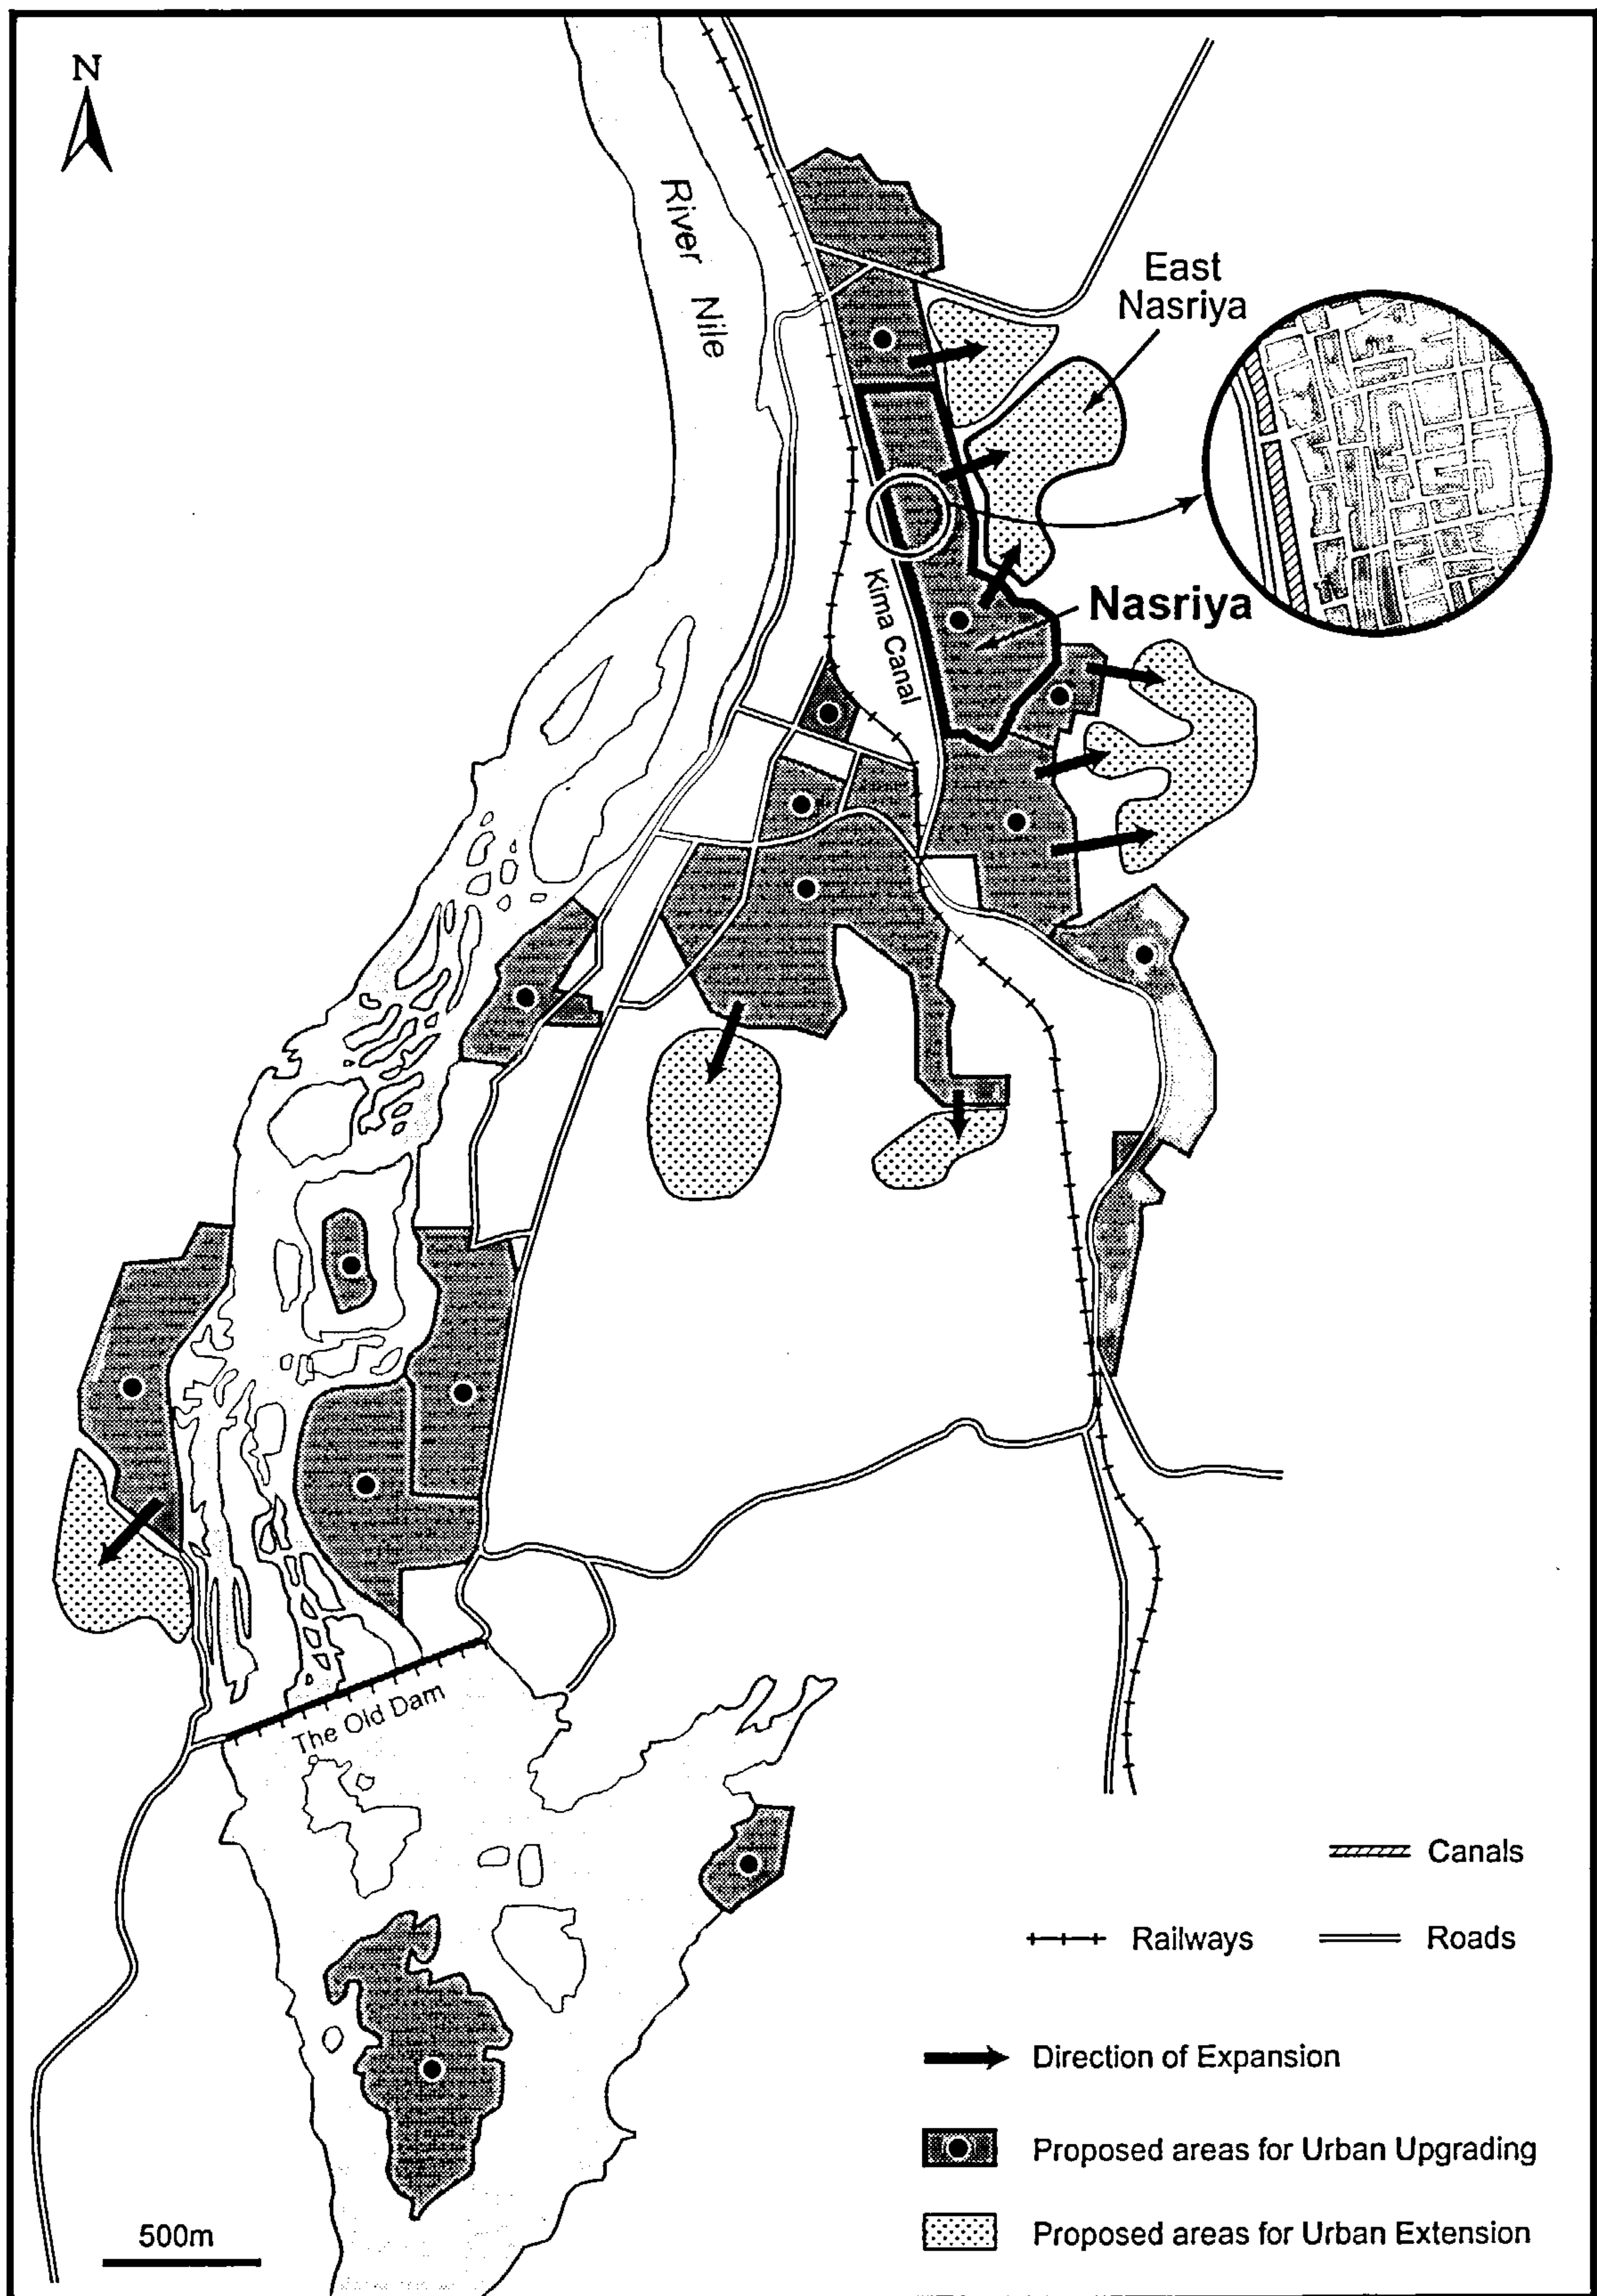 N
River Nile
East
Nasriya
Kima Canal
Nasriya
The Old Dam
Canals
Railways
Roads
Direction of Expansion
Proposed areas for Urban Upgrading
Proposed areas for Urban Extension
500m